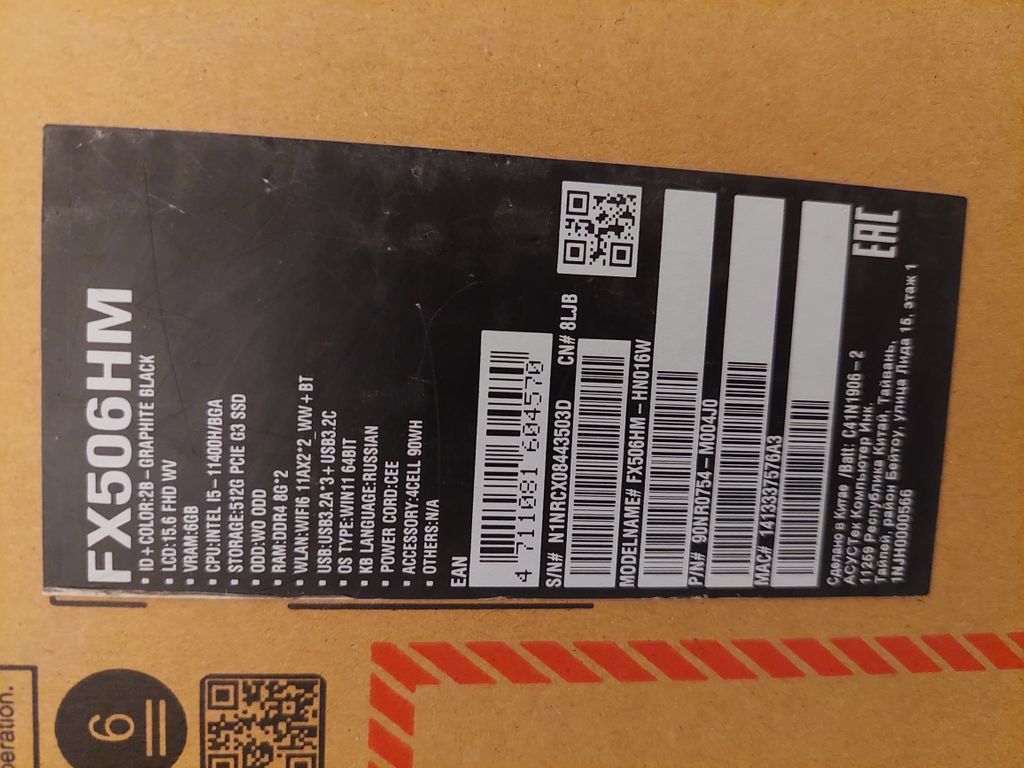 FX506HM
• ID+COLOR:2B-GRAPHITE BLACK
• LCD:15.6 FHD WV
• VRAM:6GB
• CPU:INTEL I5-11400H/BGA
• STORAGE:512G PCIE G3 SSD
• ODD:WO ODD
• RAM:DDR4 8G*2
• WLAN:WIFI6 11AX2*2_WW+BT
• USB:USB3.2A*3+USB3.2C
• OS TYPE:WIN11 64BIT
• KB LANGUAGE:RUSSIAN
• POWER CORD:CEE
• ACCESSORY:4CELL 90WH
• OTHERS:N/A
EAN
4 711081 604570
S/N# N1NRCX08443503D CN# 8LJB
MODELNAME# FX506HM-HN016W
P/N# 90NR0754-M004J0
MAC# 1473337576A3
Сделано в Китае /Batt C41N1906-2
АСУСТек Компьютер Инк.
11259 Республика Китай, Тайвань,
Тайпей, район Бейтоу, улица Лиде 15, этаж 1
1NJH0000566
EAC
peration.
6